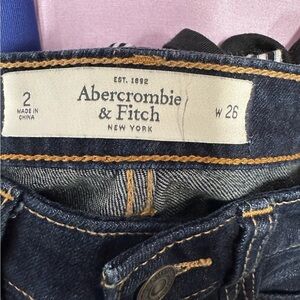 EST. 1892
2
MADE IN
CHINA
Abercrombie
& Fitch
NEW YORK
W 26